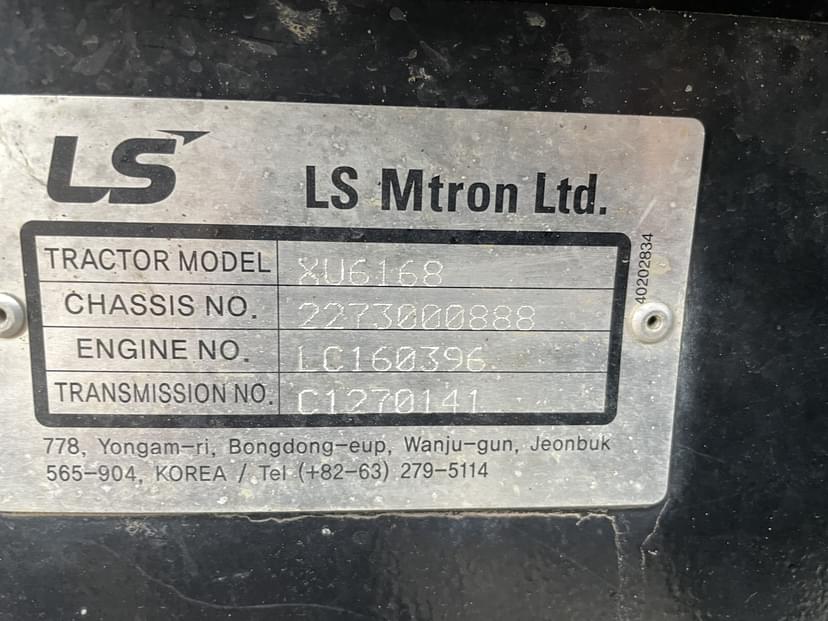 LS LS Mtron Ltd.
TRACTOR MODEL XU6168
CHASSIS NO. 2273000888
ENGINE NO. LC160396
TRANSMISSION NO. C1270141
40202834
778, Yongam-ri, Bongdong-eup, Wanju-gun, Jeonbuk
565-904, KOREA / Tel (+82-63) 279-5114